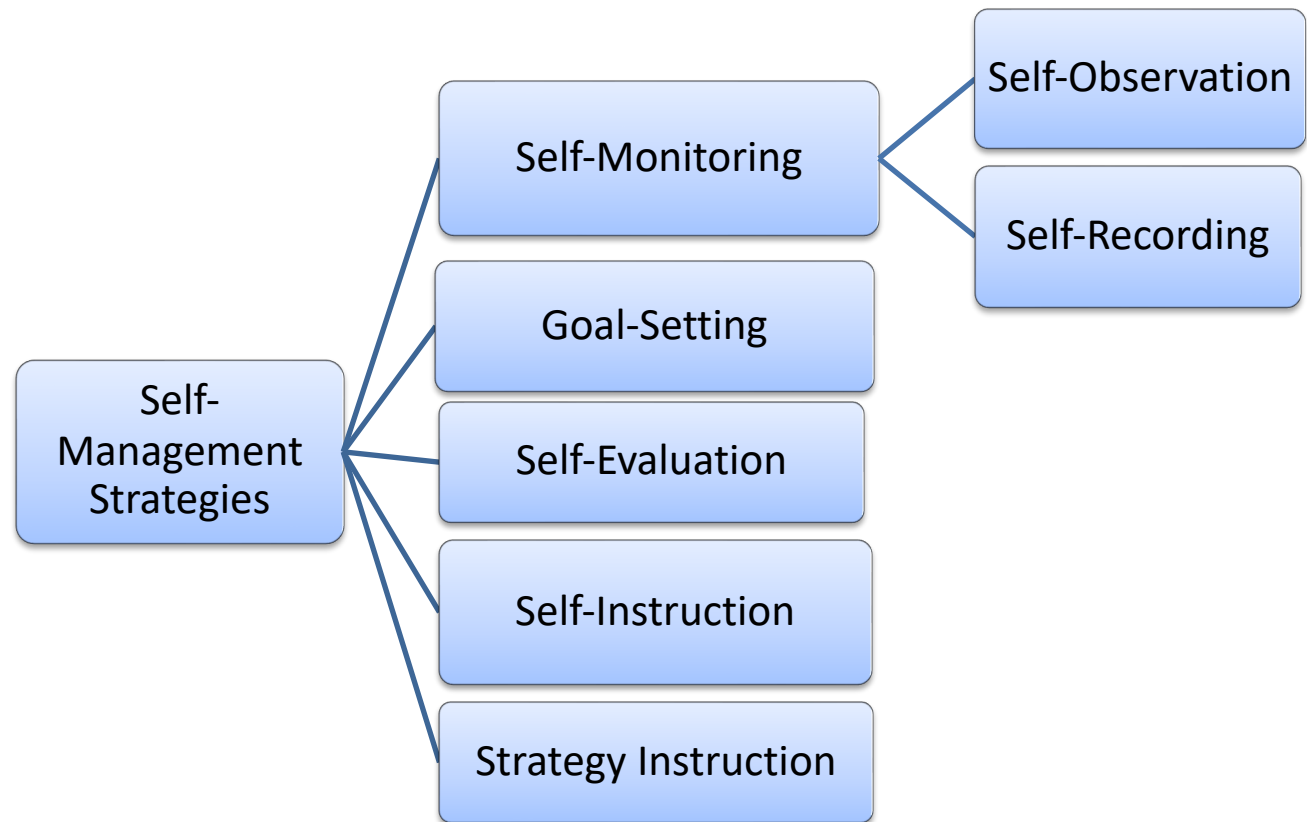 Self-
Management
Strategies
Self-Monitoring
Self-Observation
Self-Recording
Goal-Setting
Self-Evaluation
Self-Instruction
Strategy Instruction